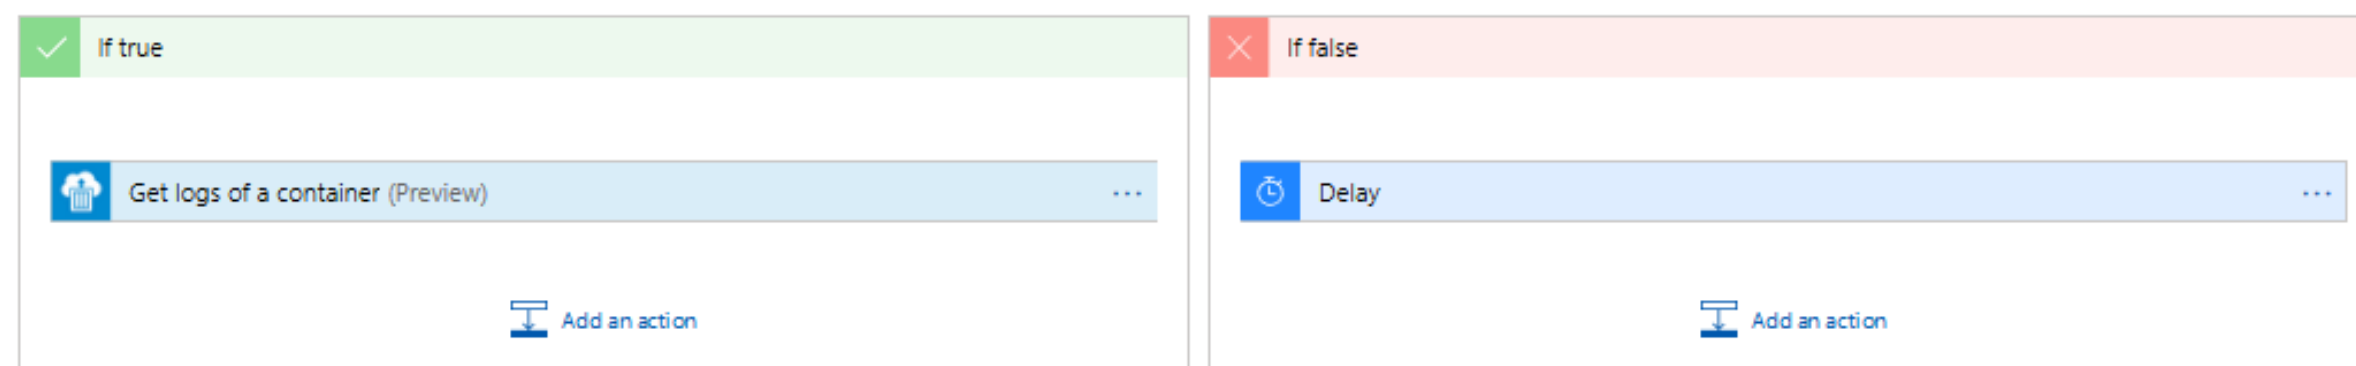 If true
Get logs of a container (Preview)
Add an action
If false
Delay
Add an action